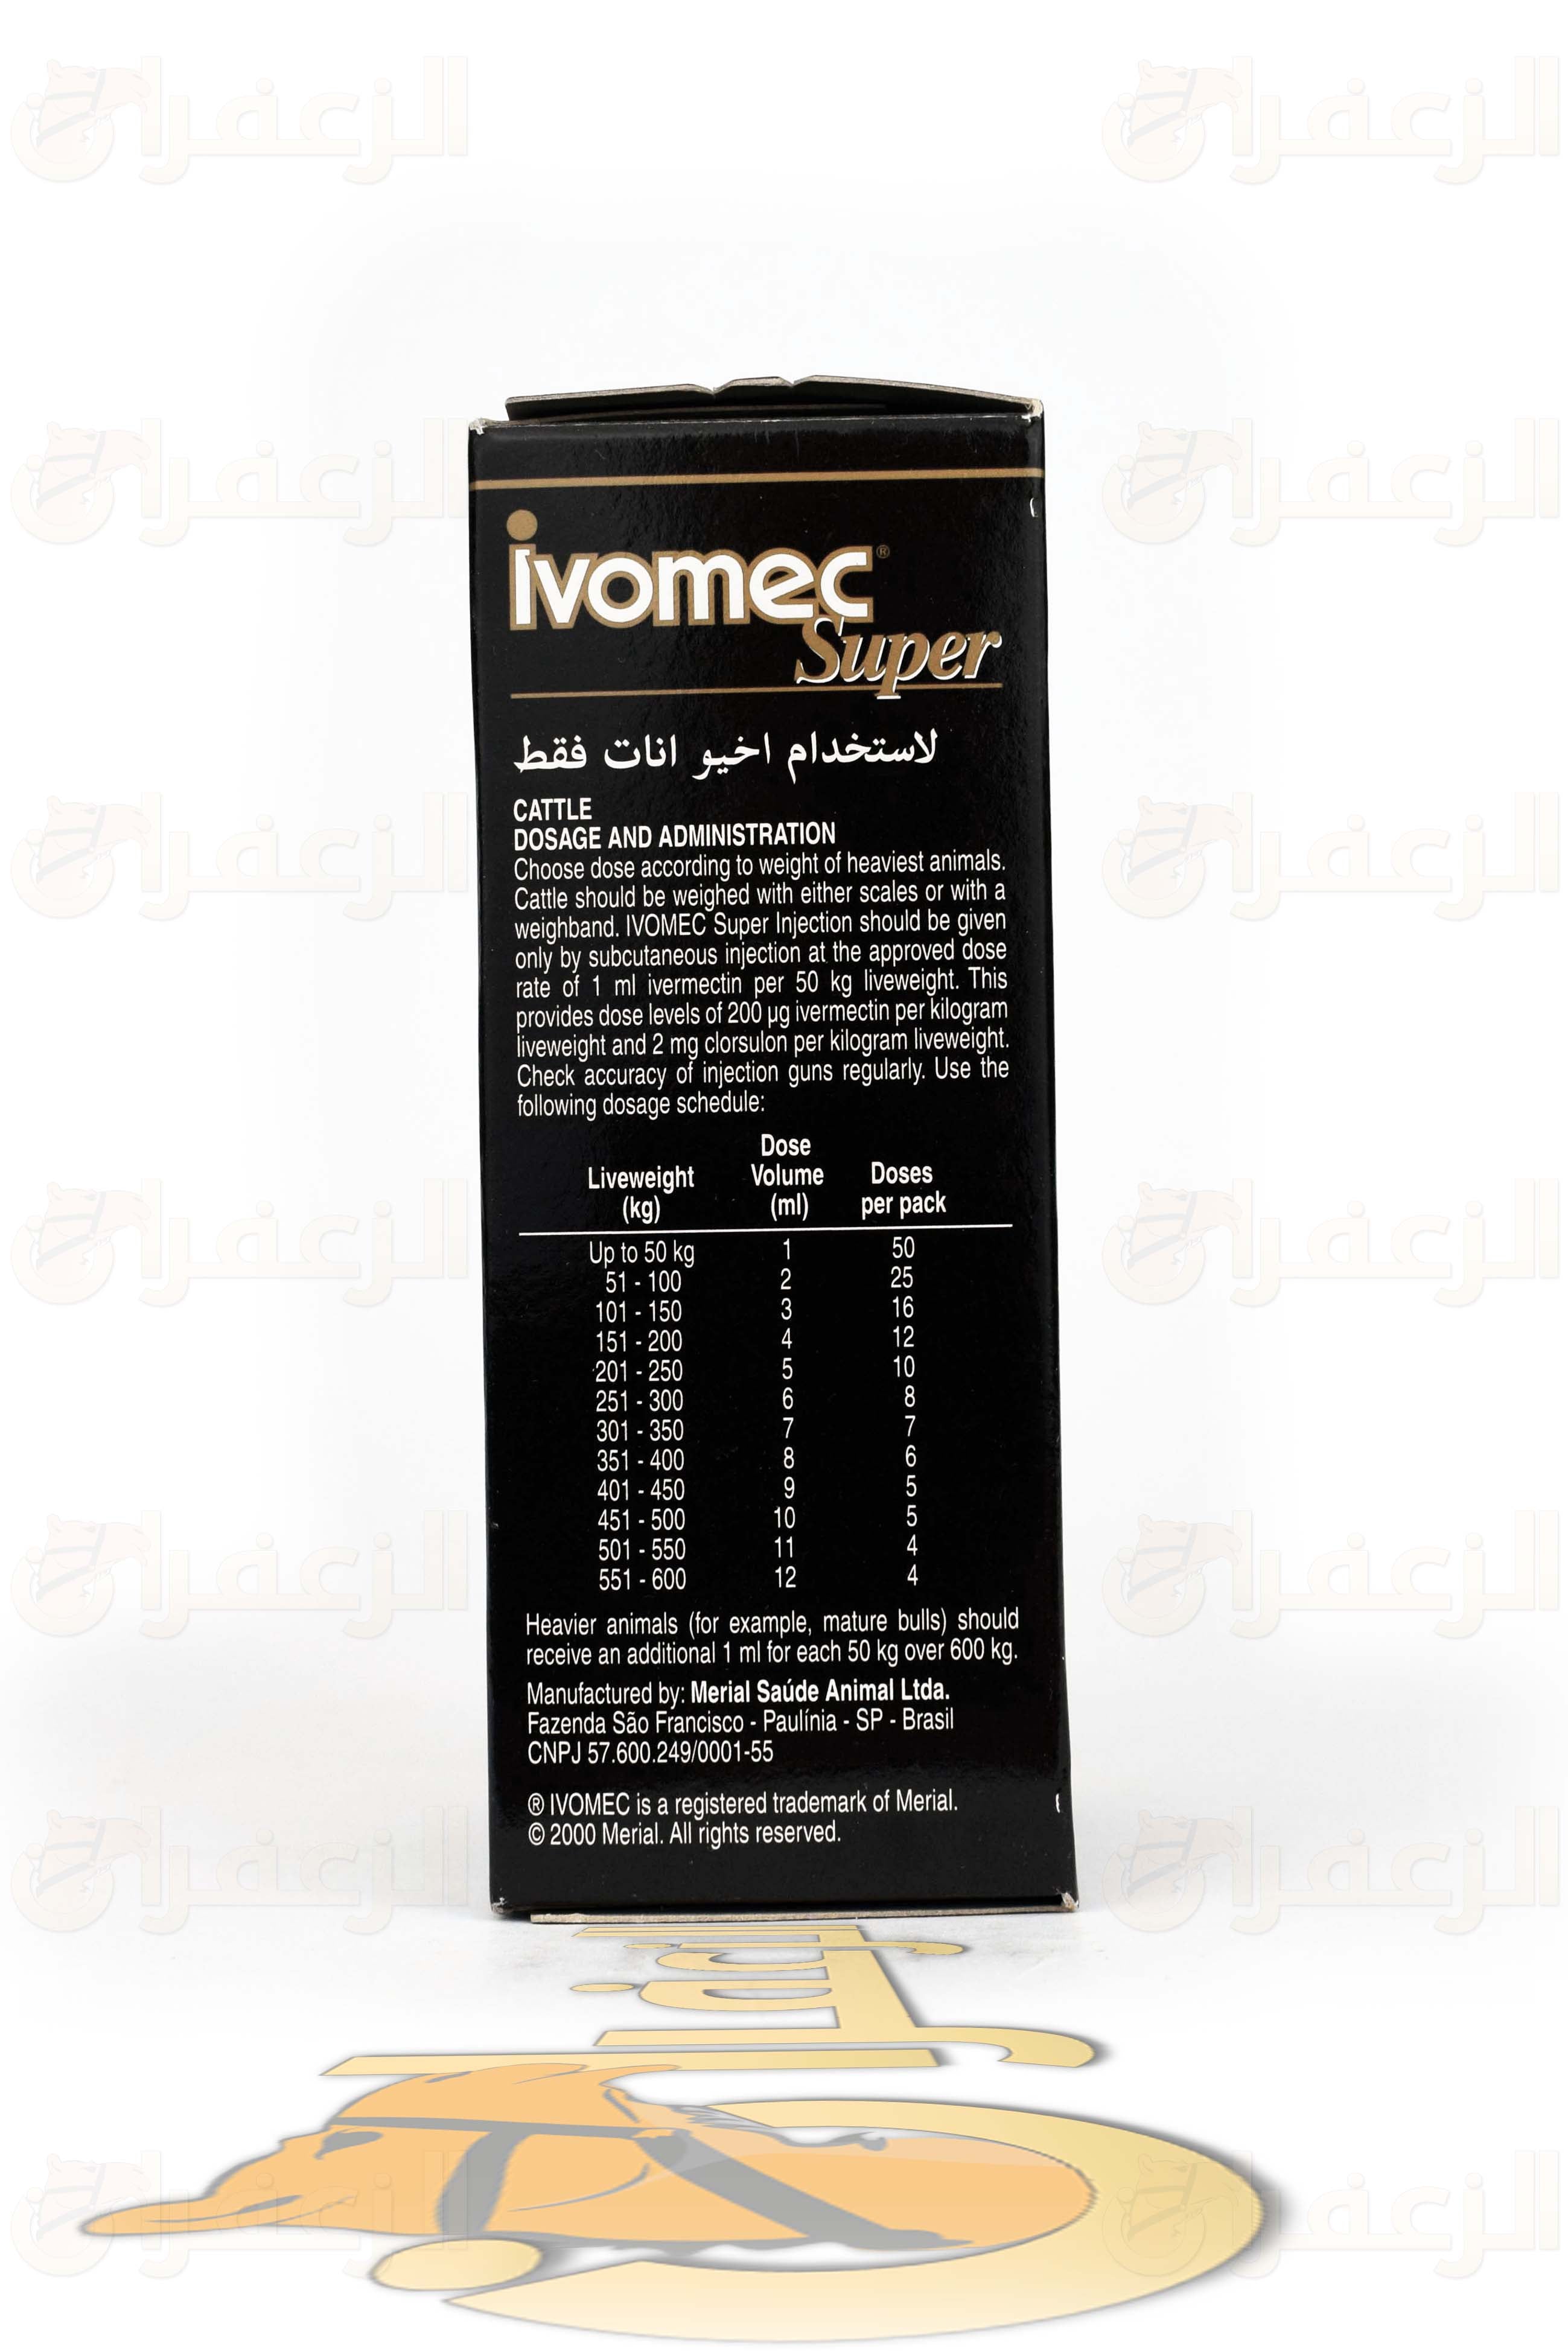 ivomec®
Super
لاستخدام اخيو انات فقط
CATTLE
DOSAGE AND ADMINISTRATION
Choose dose according to weight of heaviest animals.
Cattle should be weighed with either scales or with a
weighband. IVOMEC Super Injection should be given
only by subcutaneous injection at the approved dose
rate of 1 ml ivermectin per 50 kg liveweight. This
provides dose levels of 200 µg ivermectin per kilogram
liveweight and 2 mg clorsulon per kilogram liveweight.
Check accuracy of injection guns regularly. Use the
following dosage schedule:
Dose
Liveweight Volume Doses
(kg) (ml) per pack
Up to 50 kg 1 50
51 - 100 2 25
101 - 150 3 16
151 - 200 4 12
201 - 250 5 10
251 - 300 6 8
301 - 350 7 7
351 - 400 8 6
401 - 450 9 5
451 - 500 10 5
501 - 550 11 4
551 - 600 12 4
Heavier animals (for example, mature bulls) should
receive an additional 1 ml for each 50 kg over 600 kg.
Manufactured by: Merial Saúde Animal Ltda.
Fazenda São Francisco - Paulínia - SP - Brasil
CNPJ 57.600.249/0001-55
® IVOMEC is a registered trademark of Merial.
© 2000 Merial. All rights reserved.